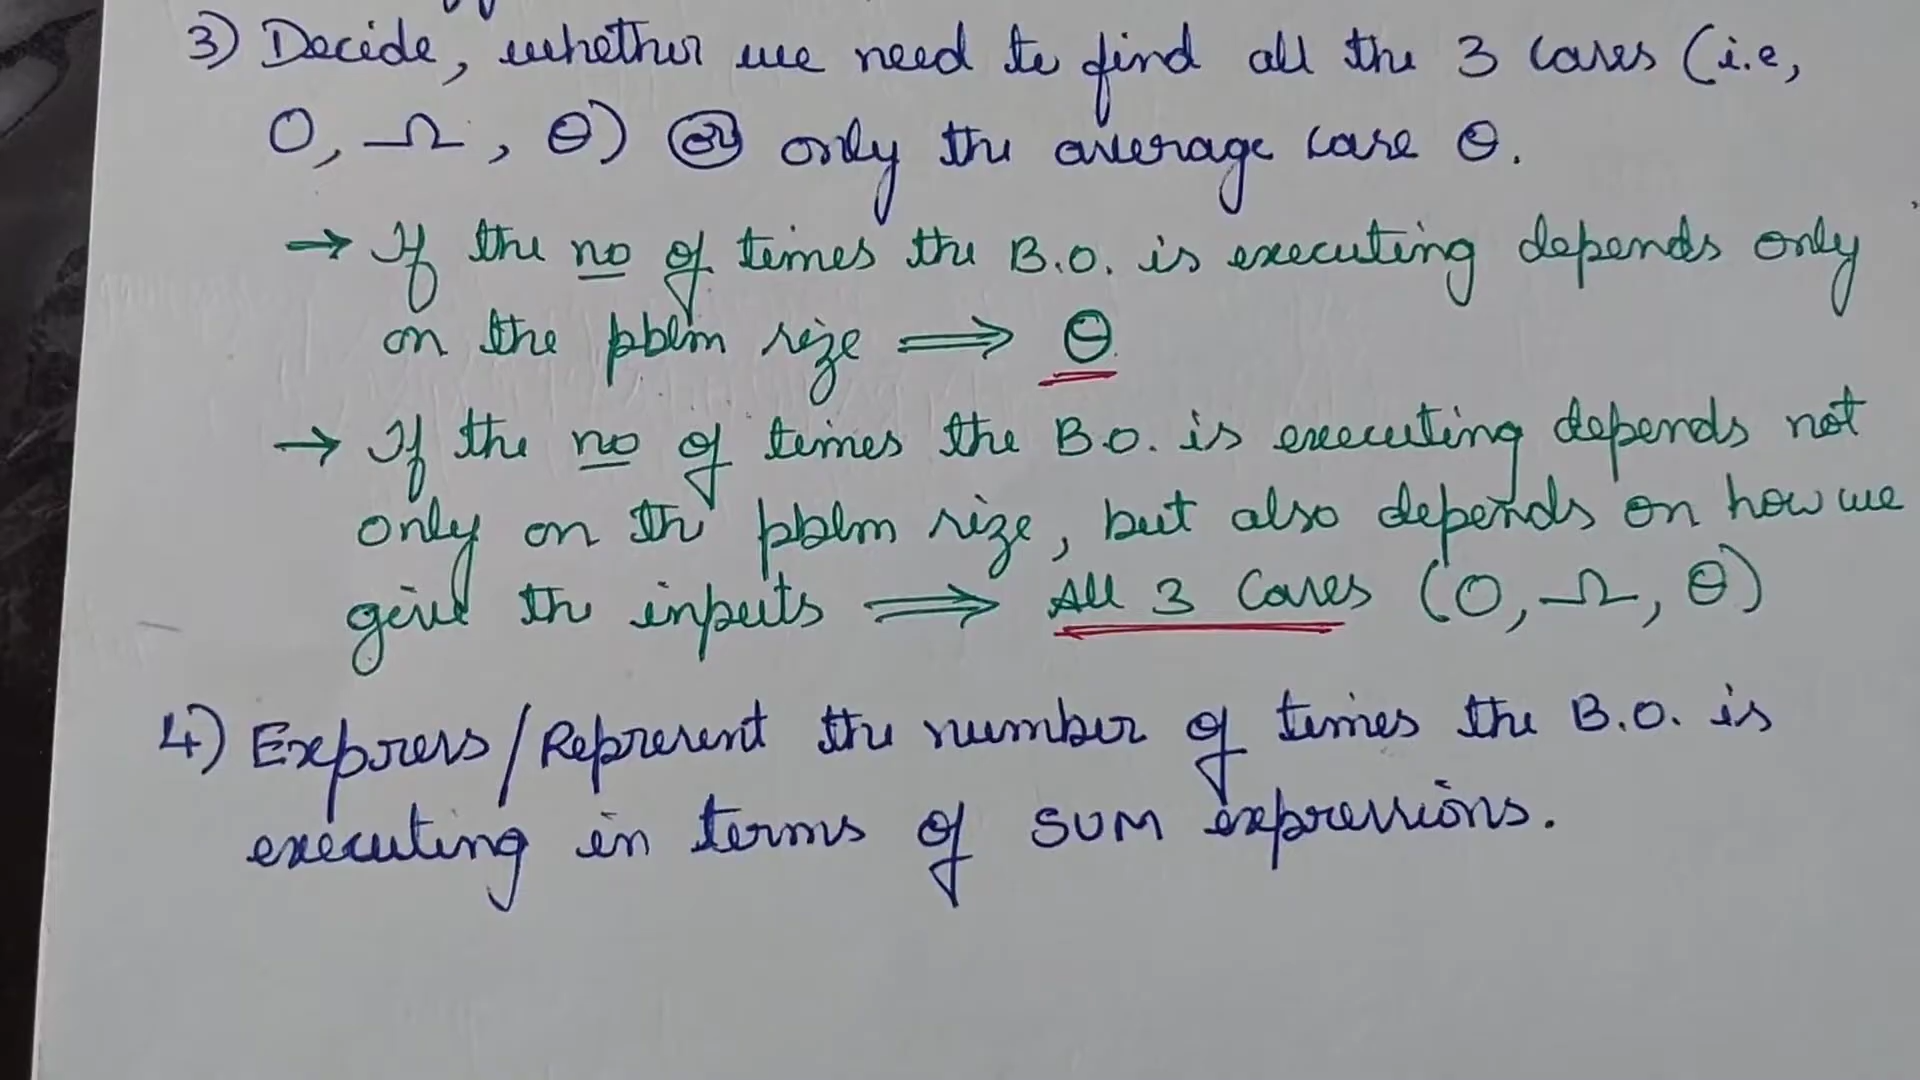 3) Decide, whether we need to find all the 3 cases (i.e,
O, Ω, Θ) or only the average case Θ.
→ If the no of times the B.O. is executing depends only
on the pblm size ⟹ Θ
→ If the no of times the B.O. is executing depends not
only on th pblm size, but also depends on how we
give th inputs ⟹ All 3 Cases (O, Ω, Θ)
4) Express/Represent the number of times the B.O. is
executing in terms of SUM expressions.